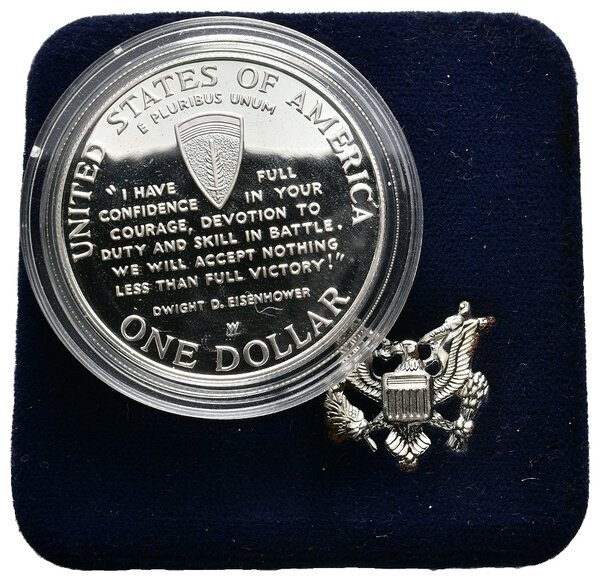 UNITED STATES OF AMERICA
E PLURIBUS UNUM
"I HAVE FULL
CONFIDENCE IN YOUR
COURAGE, DEVOTION TO
DUTY AND SKILL IN BATTLE.
WE WILL ACCEPT NOTHING
LESS THAN FULL VICTORY!"
DWIGHT D. EISENHOWER
W
ONE DOLLAR